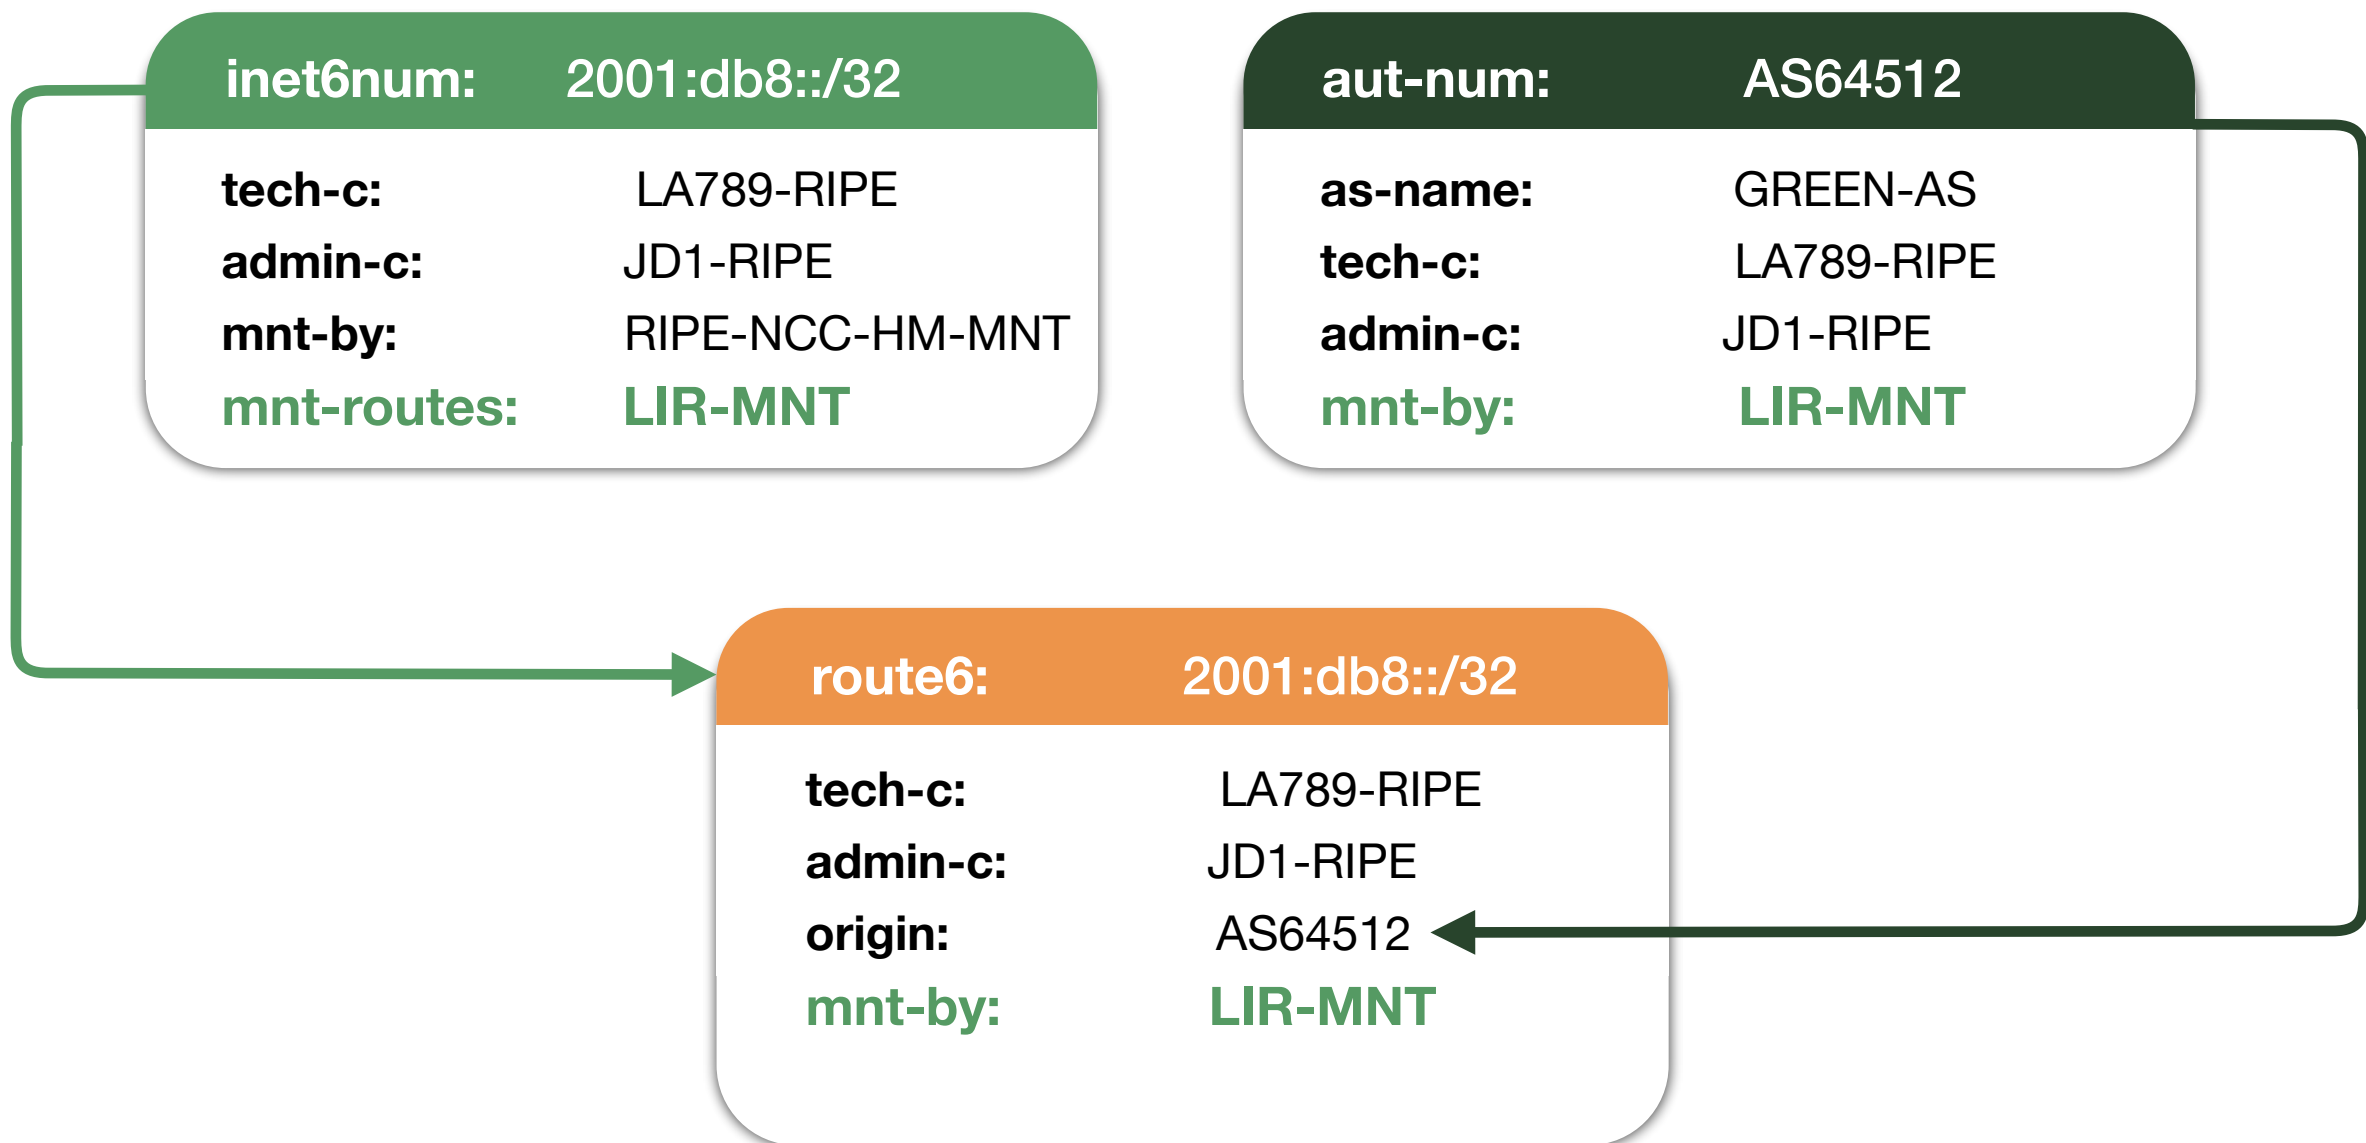 inet6num: 2001:db8::/32
tech-c: LA789-RIPE
admin-c: JD1-RIPE
mnt-by: RIPE-NCC-HM-MNT
mnt-routes: LIR-MNT
aut-num: AS64512
as-name: GREEN-AS
tech-c: LA789-RIPE
admin-c: JD1-RIPE
mnt-by: LIR-MNT
route6: 2001:db8::/32
tech-c: LA789-RIPE
admin-c: JD1-RIPE
origin: AS64512
mnt-by: LIR-MNT